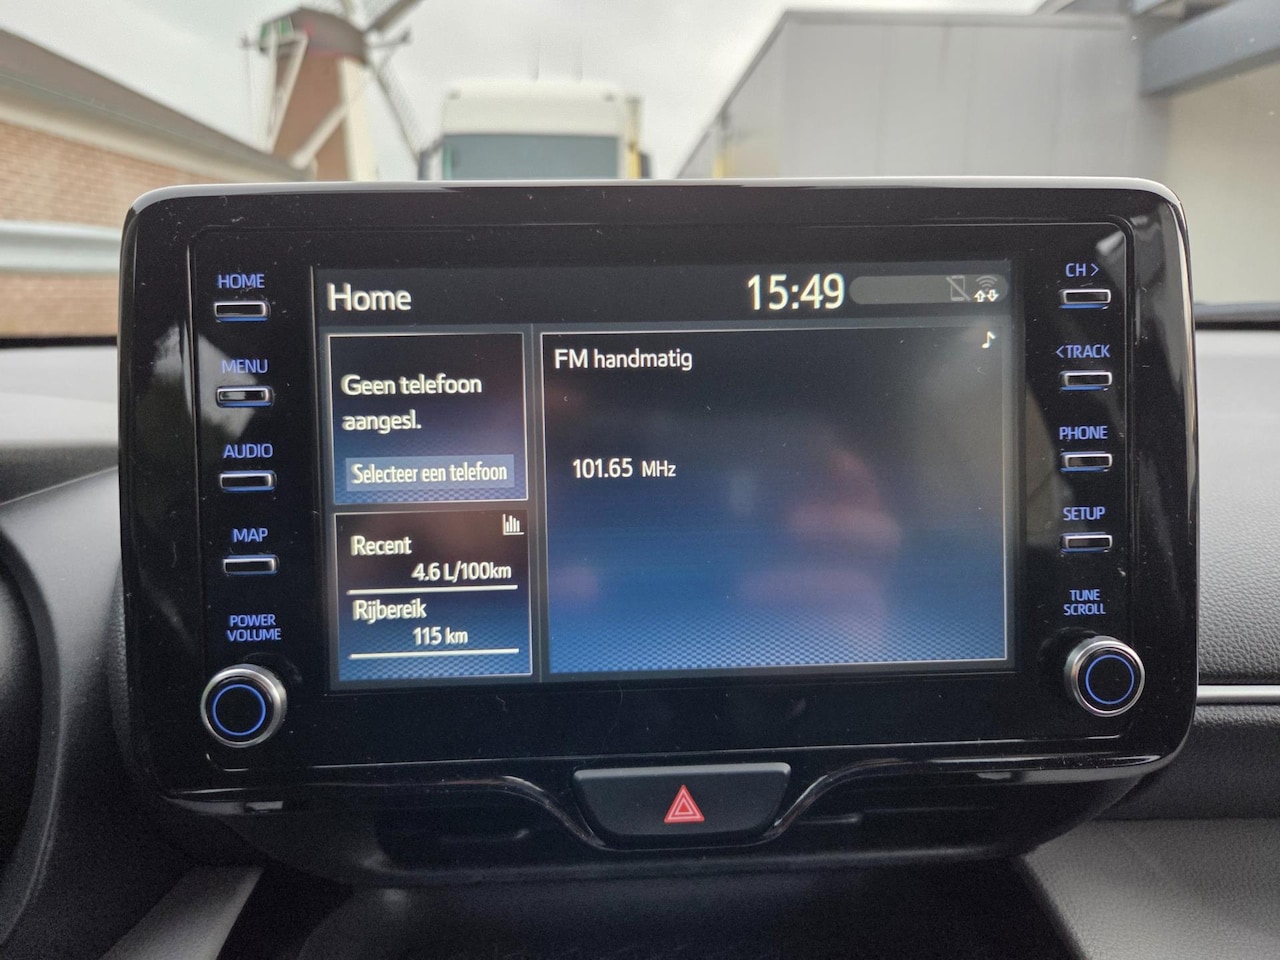 HOME
MENU
AUDIO
MAP
POWER
VOLUME
Home
15:49
Geen telefoon
aangesl.
Selecteer een telefoon
Recent
4.6 L/100km
Rijbereik
115 km
FM handmatig
101.65 MHz
CH >
<TRACK
PHONE
SETUP
TUNE
SCROLL